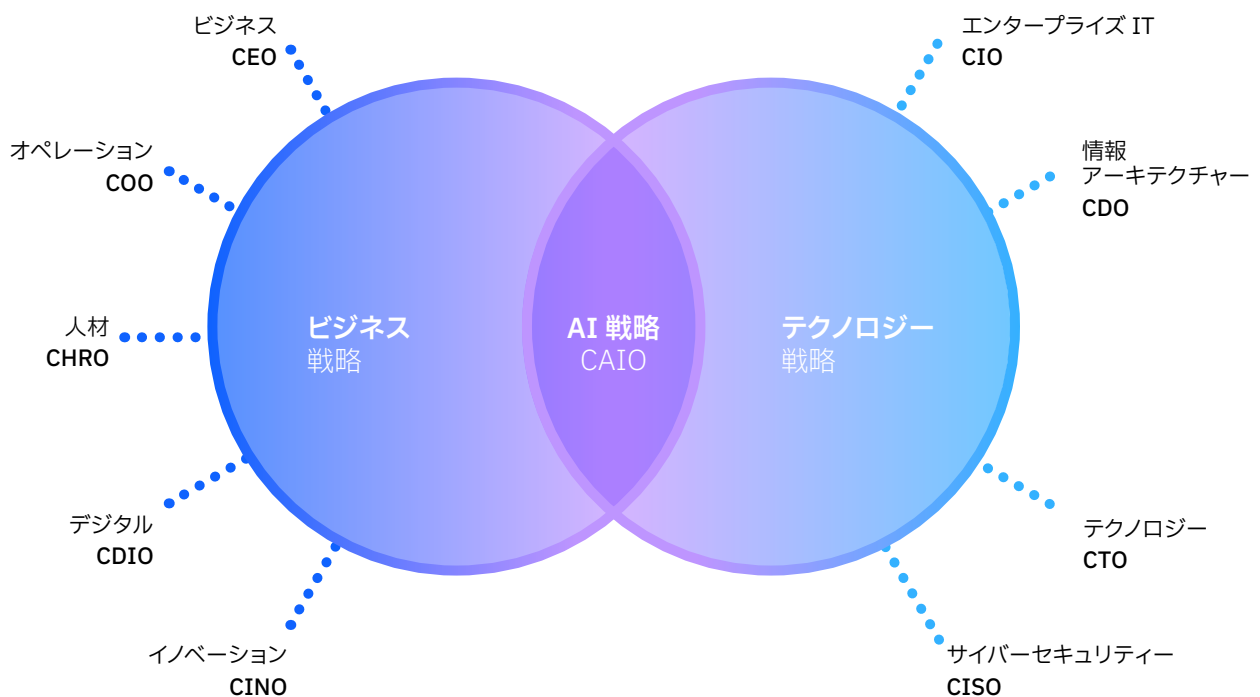 ビジネス
CEO
オペレーション
COO
人材
CHRO
デジタル
CDIO
イノベーション
CINO
ビジネス
戦略
AI 戦略
CAIO
テクノロジー
戦略
エンタープライズ IT
CIO
情報
アーキテクチャー
CDO
テクノロジー
CTO
サイバーセキュリティー
CISO